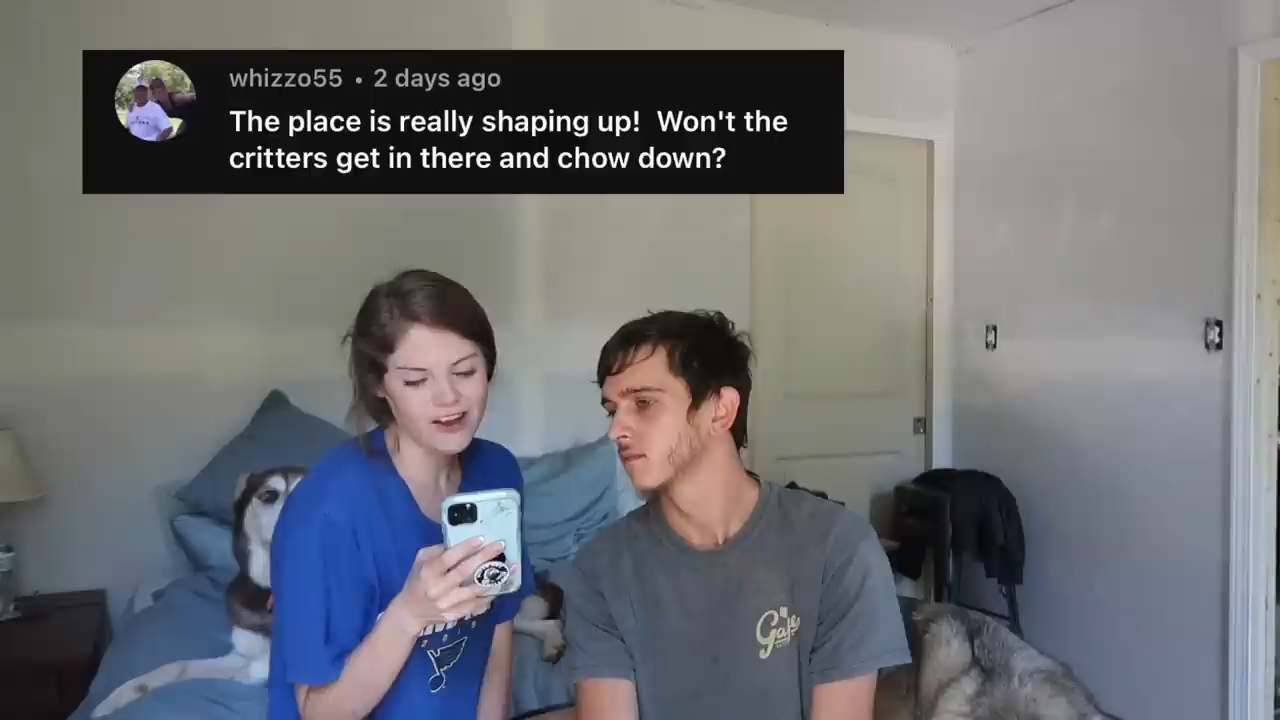 whizzo55 • 2 days ago
The place is really shaping up!  Won't the
critters get in there and chow down?